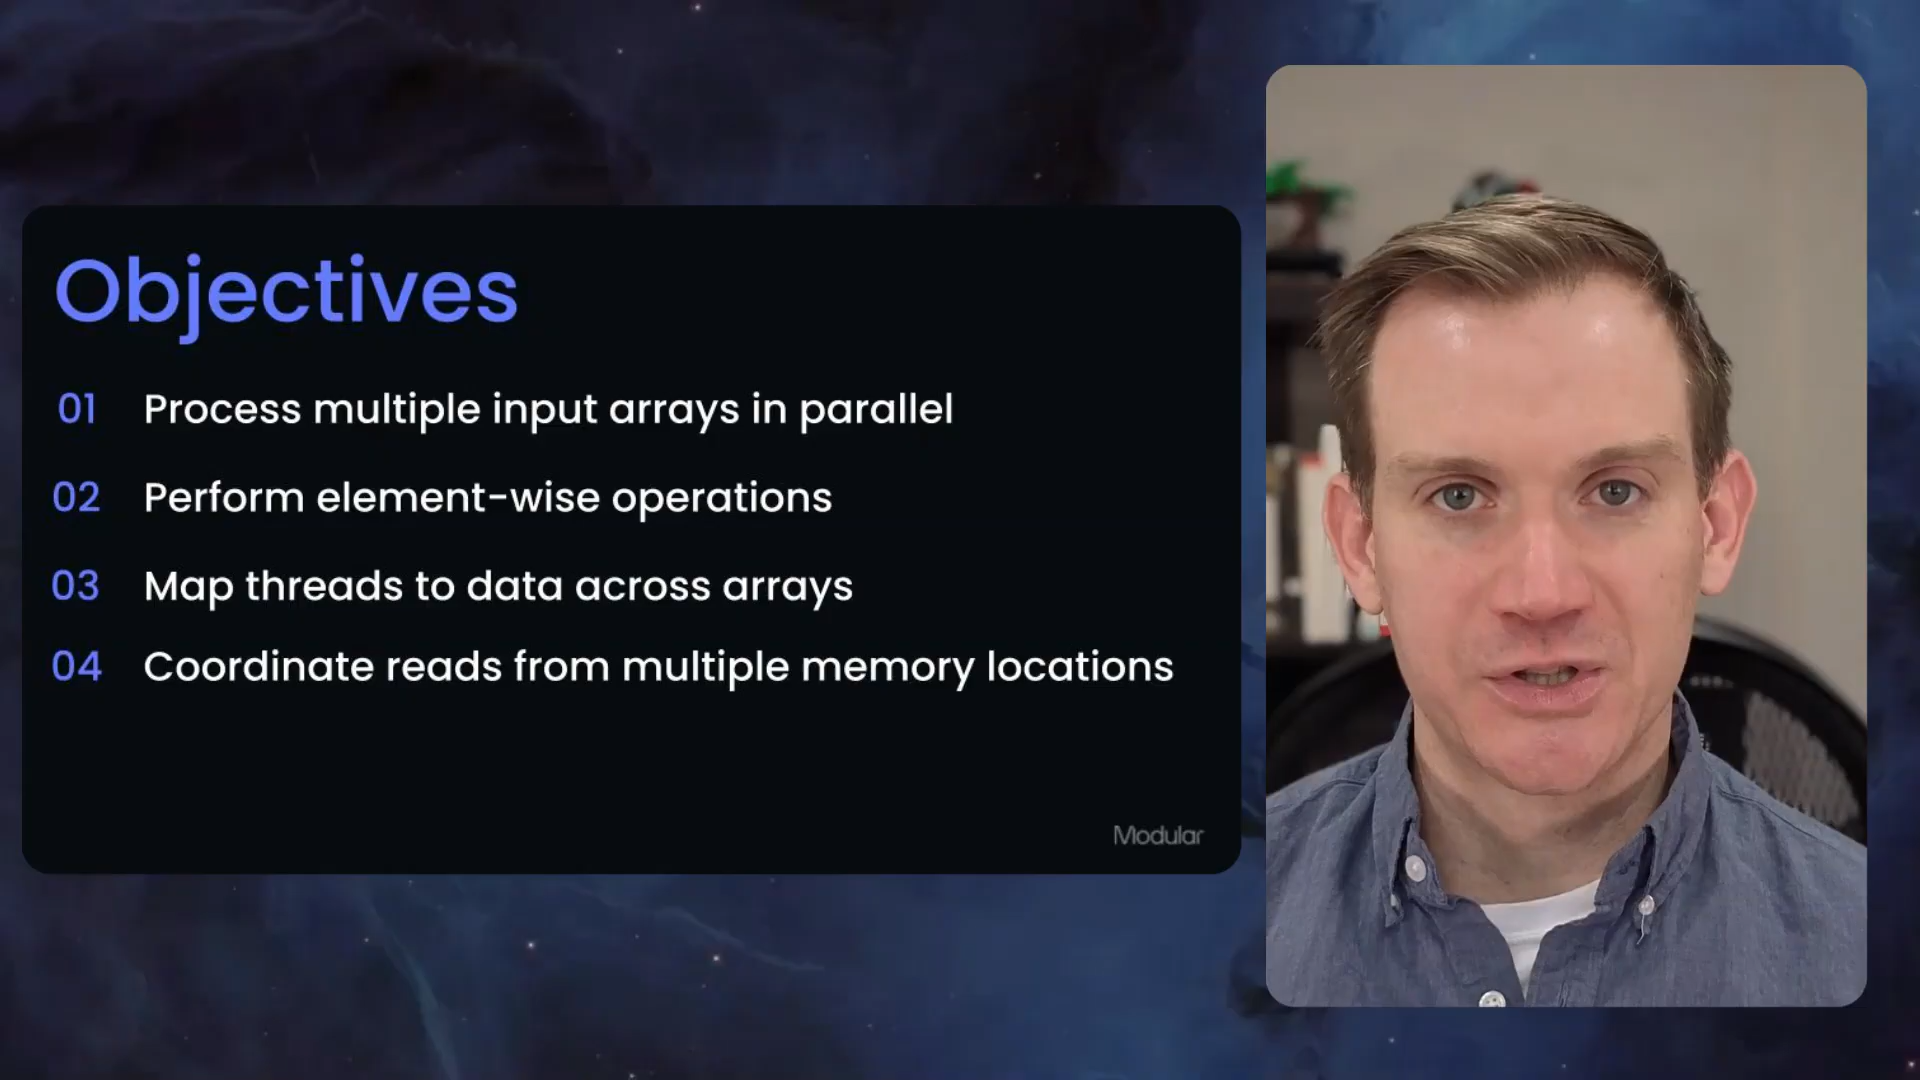 Objectives
01 Process multiple input arrays in parallel
02 Perform element-wise operations
03 Map threads to data across arrays
04 Coordinate reads from multiple memory locations
Modular